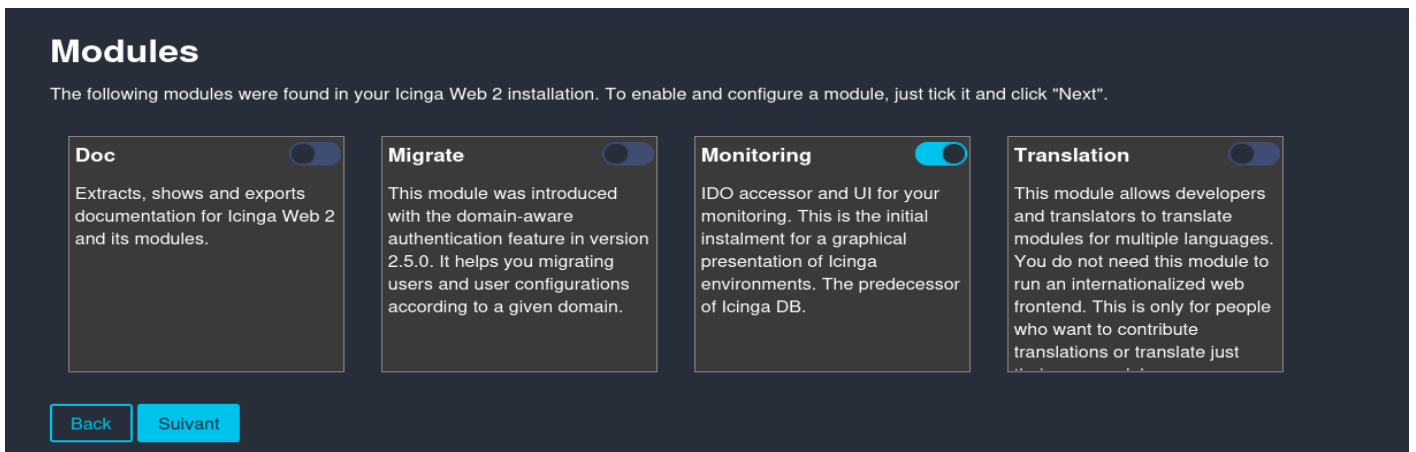 Modules
The following modules were found in your Icinga Web 2 installation. To enable and configure a module, just tick it and click "Next".
Doc
Extracts, shows and exports
documentation for Icinga Web 2
and its modules.
Migrate
This module was introduced
with the domain-aware
authentication feature in version
2.5.0. It helps you migrating
users and user configurations
according to a given domain.
Monitoring
IDO accessor and UI for your
monitoring. This is the initial
instalment for a graphical
presentation of Icinga
environments. The predecessor
of Icinga DB.
Translation
This module allows developers
and translators to translate
modules for multiple languages.
You do not need this module to
run an internationalized web
frontend. This is only for people
who want to contribute
translations or translate just
Back
Suivant